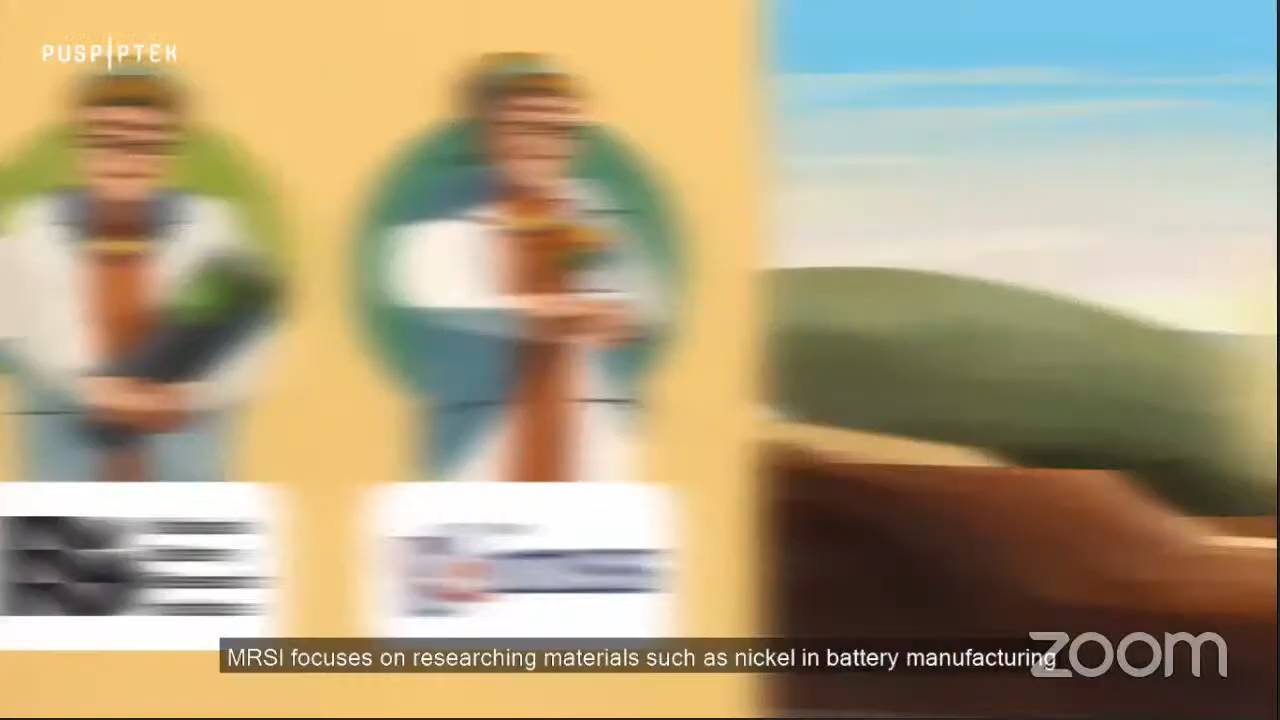 PUSPIPTEK
MRSI focuses on researching materials such as nickel in battery manufacturing
zoom